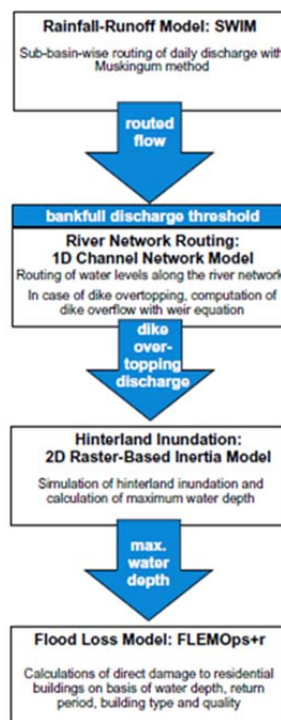 Rainfall-Runoff Model: SWIM
Sub-basin-wise routing of daily discharge with
Muskingum method
routed
flow
bankfull discharge threshold
River Network Routing:
1D Channel Network Model
Routing of water levels along the river network
In case of dike overtopping, computation of
dike overflow with weir equation
dike
over-
topping
discharge
Hinterland Inundation:
2D Raster-Based Inertia Model
Simulation of hinterland inundation and
calculation of maximum water depth
max.
water
depth
Flood Loss Model: FLEMOps+r
Calculations of direct damage to residential
buildings on basis of water depth, return
period, building type and quality